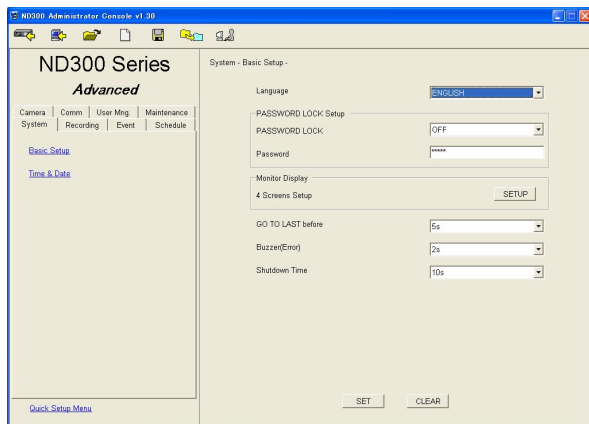 ND300 Administrator Console v1.30
ND300 Series
Advanced
Camera Comm User Mng. Maintenance
System Recording Event Schedule
Basic Setup
Time & Date
Quick Setup Menu
System - Basic Setup -
Language ENGLISH
PASSWORD LOCK Setup
PASSWORD LOCK OFF
Password *****
Monitor Display
4 Screens Setup SETUP
GO TO LAST before 5s
Buzzer(Error) 2s
Shutdown Time 10s
SET CLEAR